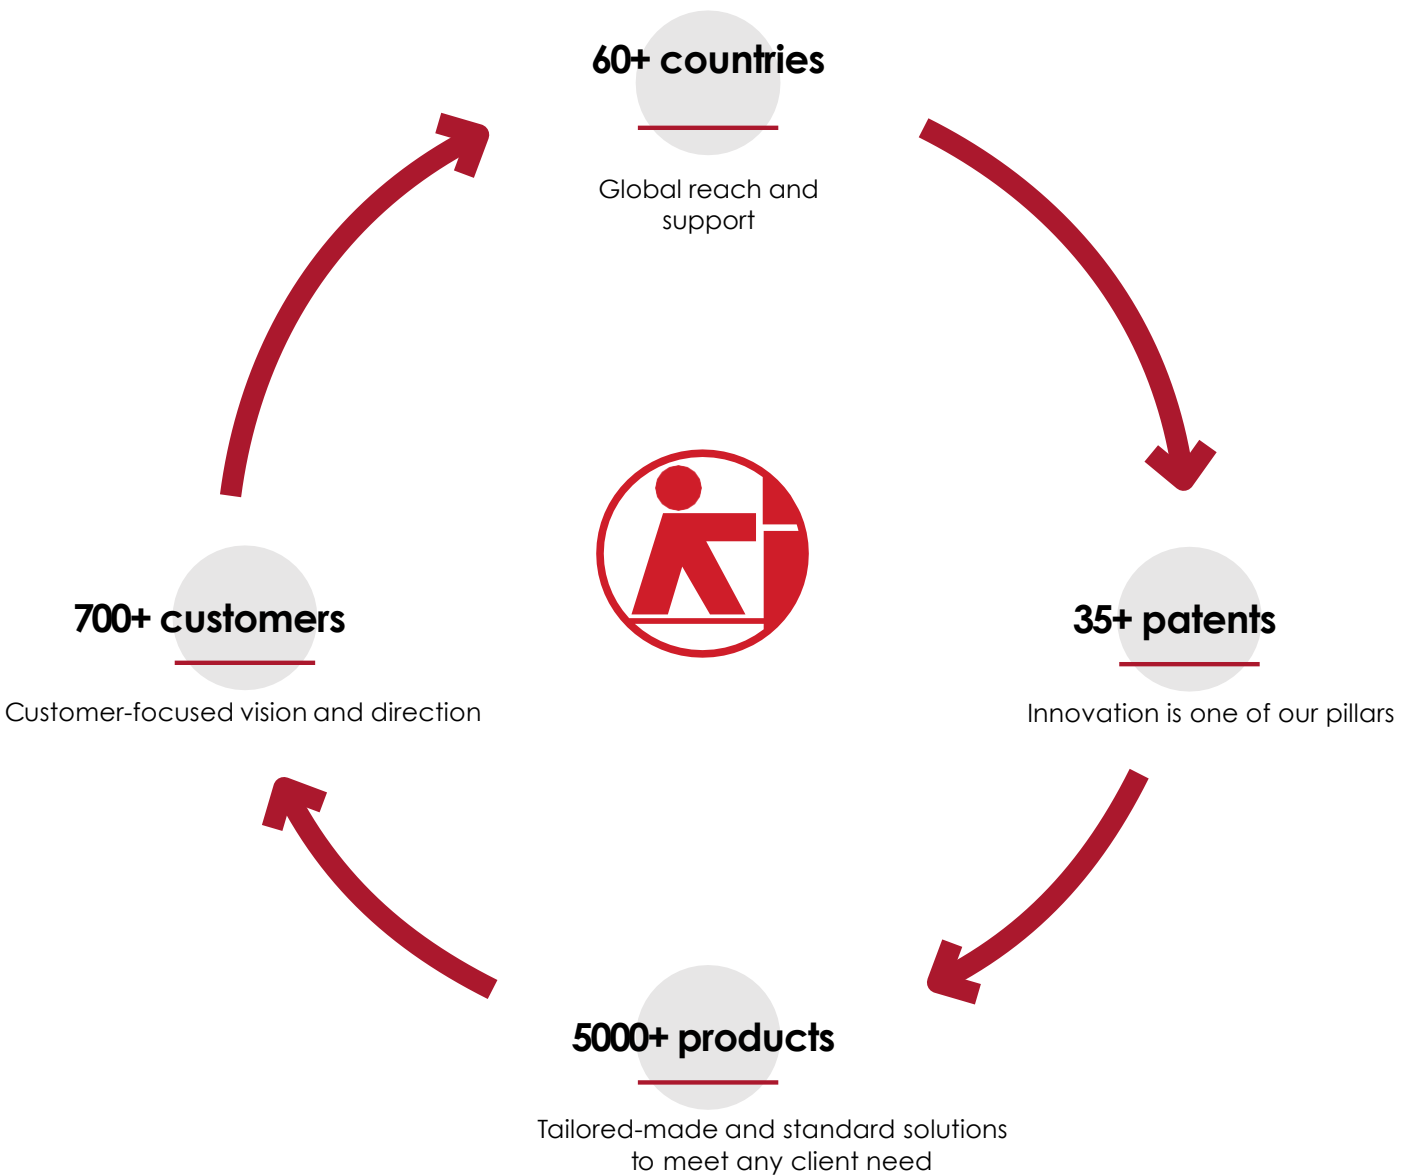 60+ countries
Global reach and
support
700+ customers
Customer-focused vision and direction
35+ patents
Innovation is one of our pillars
5000+ products
Tailored-made and standard solutions
to meet any client need